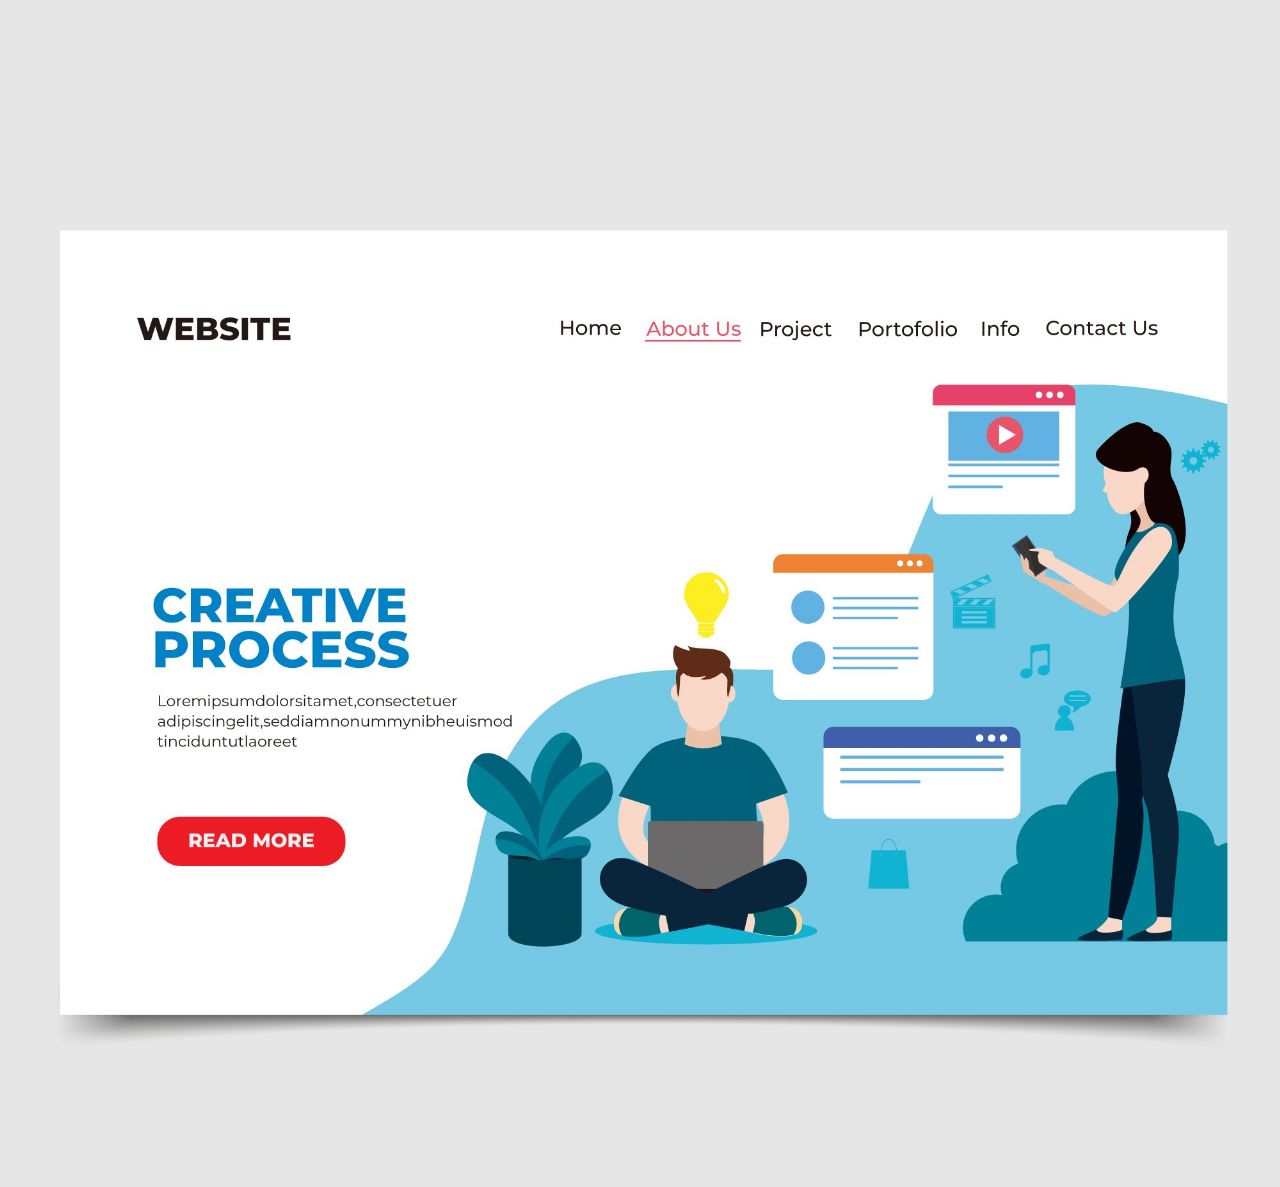 WEBSITE
Home About Us Project Portofolio Info Contact Us
CREATIVE
PROCESS
Loremipsumdolorsitamet,consectetuer
adipiscingelit,seddiamnonummynibheuismod
tinciduntutlaoreet
READ MORE